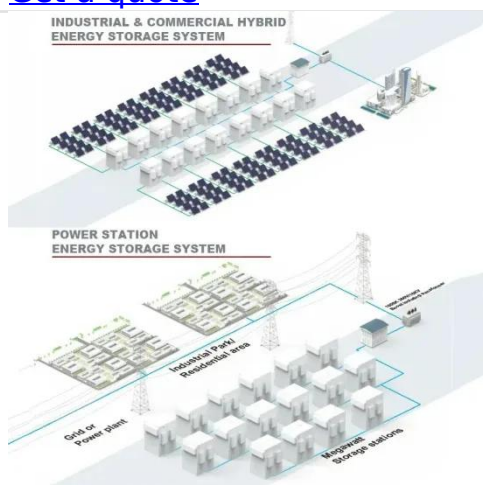 Get a quote
INDUSTRIAL & COMMERCIAL HYBRID
ENERGY STORAGE SYSTEM
POWER STATION
ENERGY STORAGE SYSTEM
Industrial Park/
Residential area
Grid or
Power plant
Megawatt
Storage stations